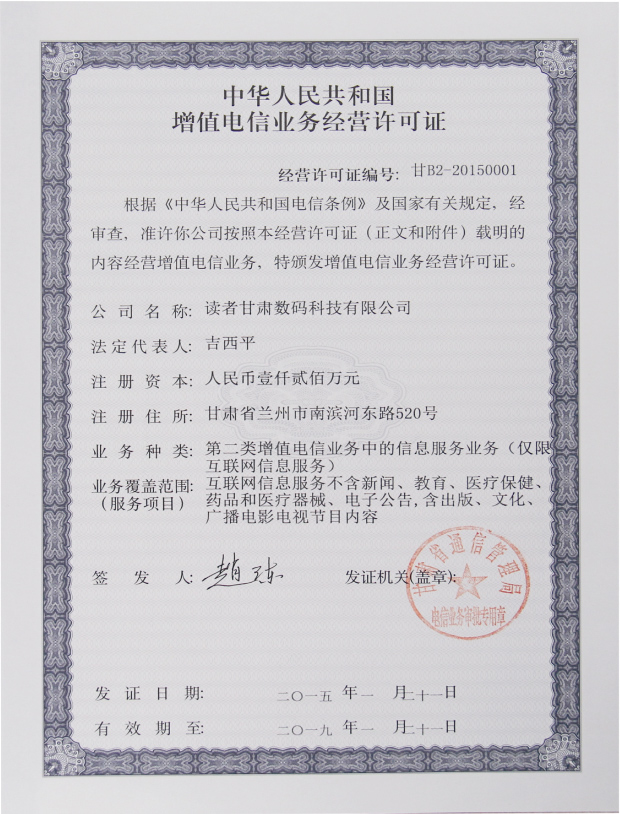 中华人民共和国
增值电信业务经营许可证
经营许可证编号: 甘B2-20150001
根据《中华人民共和国电信条例》及国家有关规定，经
审查，准许你公司按照本经营许可证（正文和附件）载明的
内容经营增值电信业务，特颁发增值电信业务经营许可证。
公司名称: 读者甘肃数码科技有限公司
法定代表人: 吉西平
注册资本: 人民币壹仟贰佰万元
注册住所: 甘肃省兰州市南滨河东路520号
业务种类: 第二类增值电信业务中的信息服务业务（仅限
互联网信息服务）
业务覆盖范围: 互联网信息服务不含新闻、教育、医疗保健、
（服务项目） 药品和医疗器械、电子公告,含出版、文化、
广播电影电视节目内容
甘肃省通信管理局
签发人: 发证机关(盖章):
电信业务审批专用章
发证日期: 二〇一五 年 一 月 二十一 日
有效期至: 二〇一九 年 一 月 二十一 日